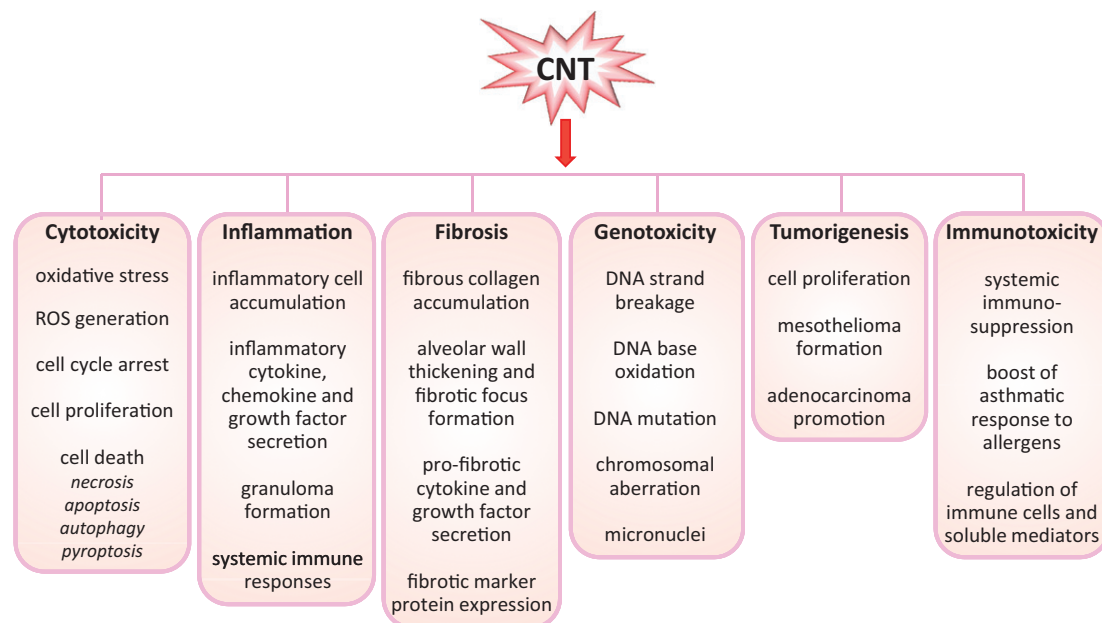 CNT
Cytotoxicity
oxidative stress
ROS generation
cell cycle arrest
cell proliferation
cell death
necrosis
apoptosis
autophagy
pyroptosis
Inflammation
inflammatory cell
accumulation
inflammatory
cytokine,
chemokine and
growth factor
secretion
granuloma
formation
systemic immune
responses
Fibrosis
fibrous collagen
accumulation
alveolar wall
thickening and
fibrotic focus
formation
pro-fibrotic
cytokine and
growth factor
secretion
fibrotic marker
protein expression
Genotoxicity
DNA strand
breakage
DNA base
oxidation
DNA mutation
chromosomal
aberration
micronuclei
Tumorigenesis
cell proliferation
mesothelioma
formation
adenocarcinoma
promotion
Immunotoxicity
systemic
immuno-
suppression
boost of
asthmatic
response to
allergens
regulation of
immune cells and
soluble mediators